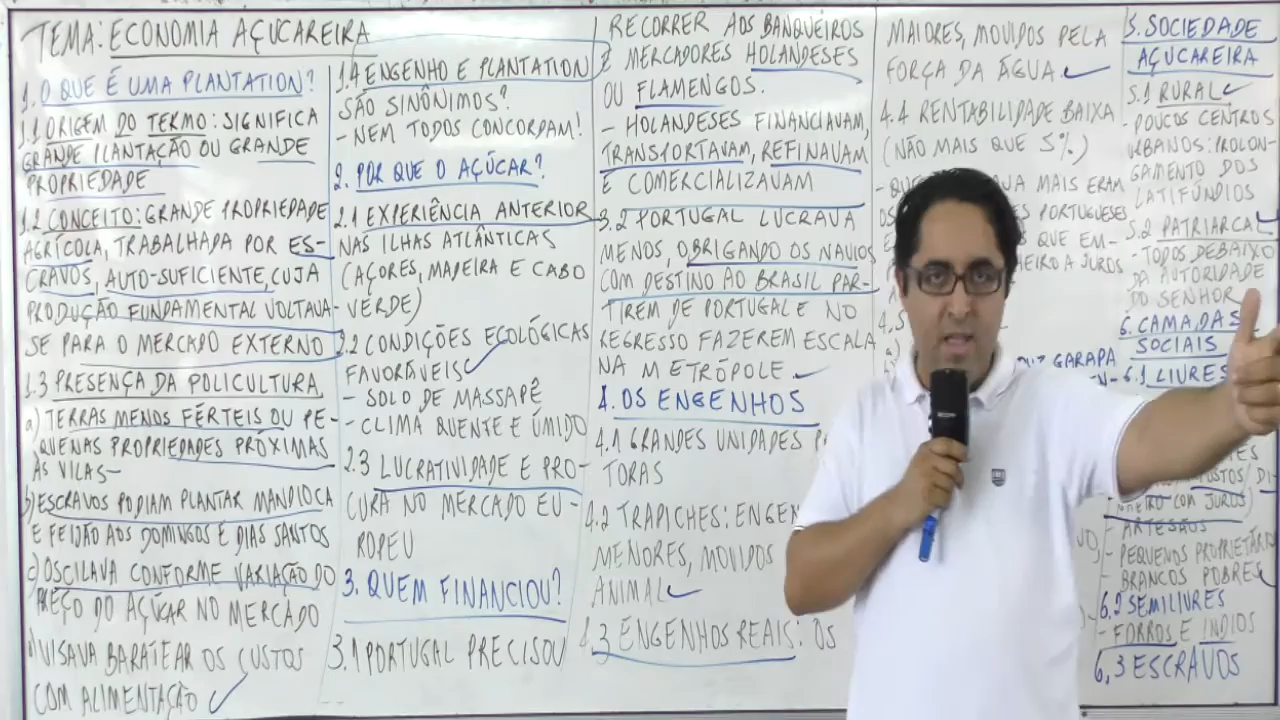 TEMA: ECONOMIA AÇUCAREIRA
1. O QUE É UMA PLANTATION?
1.1 ORIGEM DO TERMO: SIGNIFICA
GRANDE PLANTAÇÃO OU GRANDE
PROPRIEDADE
1.2 CONCEITO: GRANDE PROPRIEDADE
AGRÍCOLA, TRABALHADA POR ES-
CRAVOS, AUTO-SUFICIENTE, CUJA
PRODUÇÃO FUNDAMENTAL VOLTAVA-
SE PARA O MERCADO EXTERNO
1.3 PRESENÇA DA POLICULTURA
a) TERRAS MENOS FÉRTEIS OU PE-
QUENAS PROPRIEDADES PRÓXIMAS
ÀS VILAS
b) ESCRAVOS PODIAM PLANTAR MANDIOCA
E FEIJÃO AOS DOMINGOS E DIAS SANTOS
c) OSCILAVA CONFORME VARIAÇÃO DO
PREÇO DO AÇÚCAR NO MERCADO
d) VISAVA BARATEAR OS CUSTOS
COM ALIMENTAÇÃO
1.4 ENGENHO E PLANTATION
SÃO SINÔNIMOS?
- NEM TODOS CONCORDAM!
2. POR QUE O AÇÚCAR?
2.1 EXPERIÊNCIA ANTERIOR
NAS ILHAS ATLÂNTICAS
(AÇORES, MADEIRA E CABO
VERDE)
2.2 CONDIÇÕES ECOLÓGICAS
FAVORÁVEIS
- SOLO DE MASSAPÊ
- CLIMA QUENTE E ÚMIDO
2.3 LUCRATIVIDADE E PRO-
CURA NO MERCADO EU-
ROPEU
3. QUEM FINANCIOU?
3.1 PORTUGAL PRECISOU
RECORRER AOS BANQUEIROS
E MERCADORES HOLANDESES
OU FLAMENGOS.
- HOLANDESES FINANCIAVAM,
TRANSPORTAVAM, REFINAVAM
E COMERCIALIZAVAM
3.2 PORTUGAL LUCRAVA
MENOS, OBRIGANDO OS NAVIOS
COM DESTINO AO BRASIL PAR-
TIREM DE PORTUGAL E NO
REGRESSO FAZEREM ESCALA
NA METRÓPOLE
4. OS ENGENHOS
4.1 GRANDES UNIDADES
TORAS
4.2 TRAPICHES:
MENORES, MOVIDOS
ANIMAL
4.3 ENGENHOS REAIS: OS
MAIORES, MOVIDOS PELA
FORÇA DA ÁGUA.
4.4 RENTABILIDADE BAIXA
(NÃO MAIS QUE 5%)
MAIS ERAM
PORTUGUESES
QUE EM-
A JUROS
a)
GARAPA
5. SOCIEDADE
AÇUCAREIRA
5.1 RURAL
- POUCOS CENTROS
URBANOS: PROLON-
GAMENTO DOS
LATIFÚNDIOS
5.2 PATRIARCAL
- TODOS DEBAIXO
DA AUTORIDADE
DO SENHOR
6. CAMADAS
SOCIAIS
6.1 LIVRES
COM JUROS)
- ARTESÃOS
- PEQUENOS PROPRIETÁRIO
- BRANCOS POBRES
6.2 SEMILIVRES
- FORROS E ÍNDIOS
6.3 ESCRAVOS